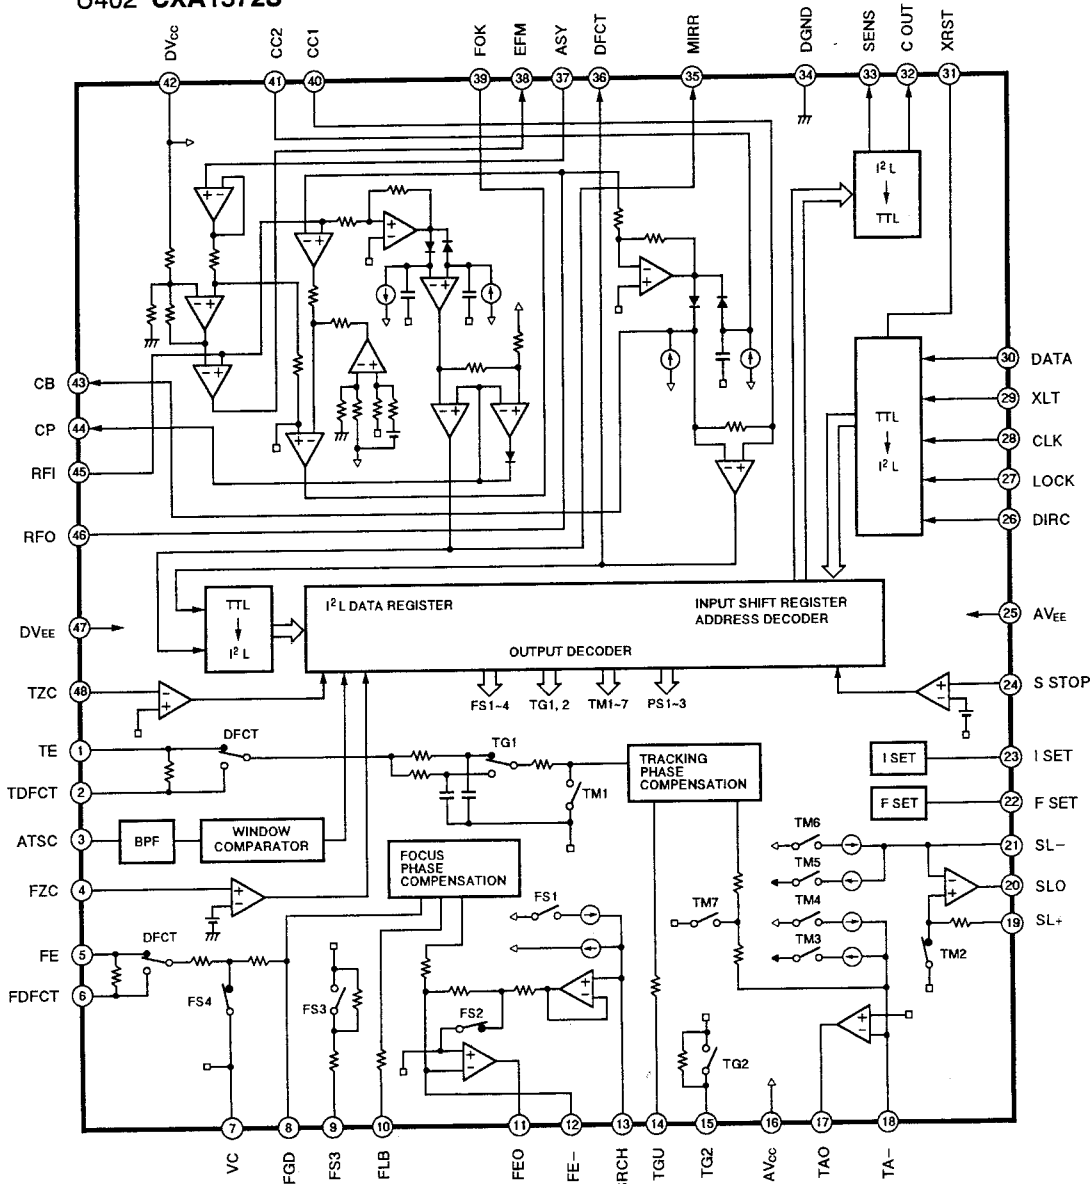 U402 CXA1372S
DVcc
CC2
CC1
FOK
EFM
ASY
DFCT
MIRR
DGND
SENS
C OUT
XRST
42
41
40
39
38
37
36
35
34
33
32
31
I²L
TTL
CB 43
CP 44
RFI 45
RFO 46
DVEE 47
TZC 48
TE 1
TDFCT 2
ATSC 3
FZC 4
FE 5
FDFCT 6
30 DATA
29 XLT
28 CLK
27 LOCK
26 DIRC
25 AVEE
24 S STOP
23 I SET
22 F SET
21 SL−
20 SLO
19 SL+
TTL
I²L
TTL
I²L
I²L DATA REGISTER
INPUT SHIFT REGISTER
ADDRESS DECODER
OUTPUT DECODER
FS1~4
TG1, 2
TM1~7
PS1~3
DFCT
TG1
TM1
TRACKING
PHASE
COMPENSATION
I SET
F SET
BPF
WINDOW
COMPARATOR
FOCUS
PHASE
COMPENSATION
TM6
TM5
TM4
TM3
TM7
TM2
FS1
DFCT
FS4
FS3
FS2
TG2
7
8
9
10
11
12
13
14
15
16
17
18
VC
FGD
FS3
FLB
FEO
FE−
TGU
TG2
AVcc
TAO
TA−